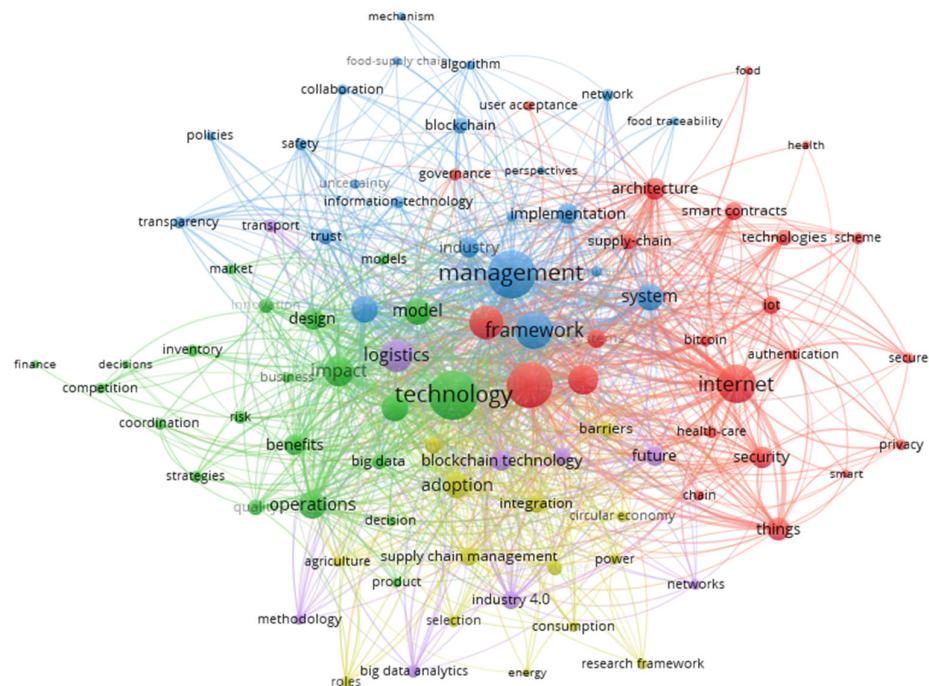 mechanism
food-supply chain
algorithm
food
collaboration
network
user acceptance
food traceability
blockchain
policies
safety
health
governance
perspectives
uncertainty
architecture
information-technology
transparency
transport
implementation
smart contracts
trust
industry
supply-chain
technologies
scheme
models
market
management
system
innovation
design
model
framework
iot
bitcoin
inventory
logistics
authentication
finance
decisions
business
impact
secure
competition
technology
internet
coordination
risk
barriers
health-care
benefits
big data
blockchain technology
future
security
privacy
strategies
adoption
smart
operations
integration
circular economy
chain
decision
things
agriculture
supply chain management
power
product
industry 4.0
networks
methodology
selection
consumption
big data analytics
energy
research framework
roles